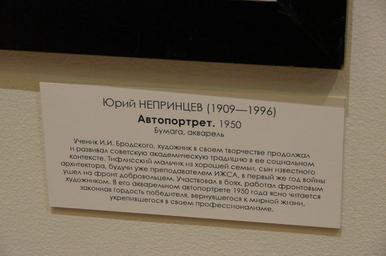 Юрий НЕПРИНЦЕВ (1909—1996)
Автопортрет. 1950
Бумага, акварель
Ученик И.И. Бродского, художник в своем творчестве продолжал
и развивал советскую академическую традицию в ее социальном
контексте. Тифлисский мальчик из хорошей семьи, сын известного
архитектора, будучи уже преподавателем ИЖСА, в первый же год войны
ушел на фронт добровольцем. Участвовал в боях, работал фронтовым
художником. В его акварельном автопортрете 1950 года ясно читается
законная гордость победителя, вернувшегося к мирной жизни,
укрепившегося в своем профессионализме.